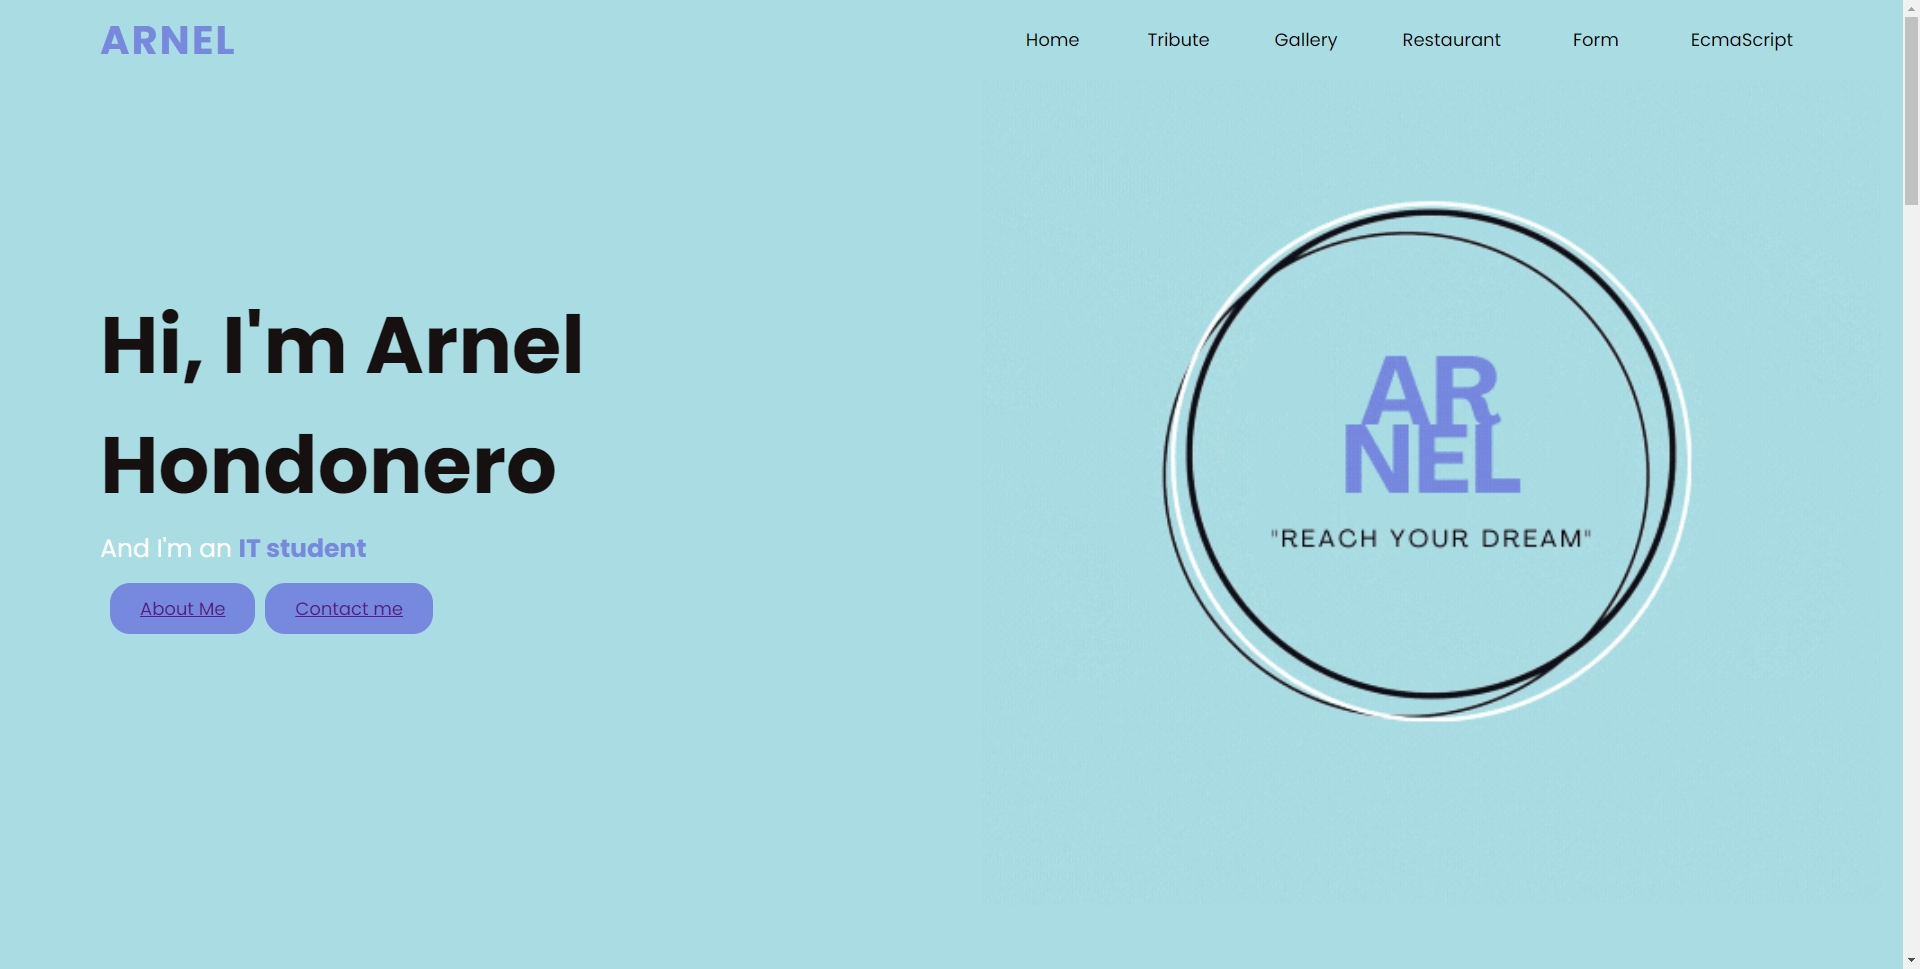 ARNEL
Home Tribute Gallery Restaurant Form EcmaScript
Hi, I'm Arnel
Hondonero
And I'm an IT student
About Me Contact me
AR
NEL
"REACH YOUR DREAM"